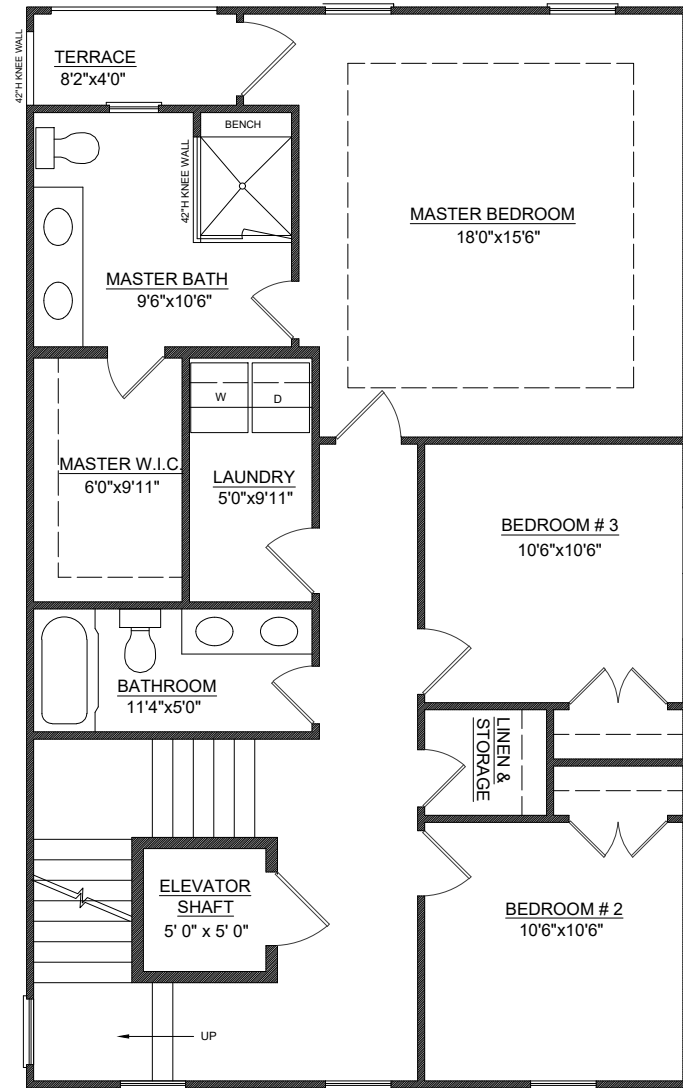 42"H KNEE WALL
TERRACE
8'2"x4'0"
BENCH
42"H KNEE WALL
MASTER BEDROOM
18'0"x15'6"
MASTER BATH
9'6"x10'6"
W
D
MASTER W.I.C.
6'0"x9'11"
LAUNDRY
5'0"x9'11"
BEDROOM # 3
10'6"x10'6"
BATHROOM
11'4"x5'0"
LINEN &
STORAGE
ELEVATOR
SHAFT
5' 0" x 5' 0"
BEDROOM # 2
10'6"x10'6"
UP